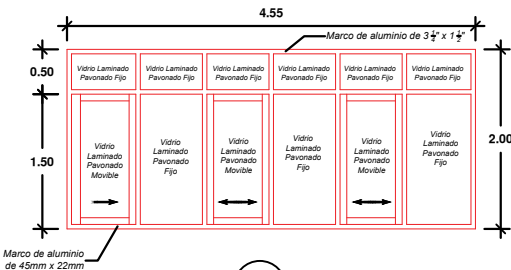 4.55
Marco de aluminio de 3 1/4" x 1 1/2"
0.50
Vidrio Laminado
Pavonado Fijo
Vidrio Laminado
Pavonado Fijo
Vidrio Laminado
Pavonado Fijo
Vidrio Laminado
Pavonado Fijo
Vidrio Laminado
Pavonado Fijo
Vidrio Laminado
Pavonado Fijo
1.50
2.00
Vidrio
Laminado
Pavonado
Movible
Vidrio
Laminado
Pavonado
Fijo
Vidrio
Laminado
Pavonado
Movible
Vidrio
Laminado
Pavonado
Fijo
Vidrio
Laminado
Pavonado
Movible
Vidrio
Laminado
Pavonado
Fijo
Marco de aluminio
de 45mm x 22mm